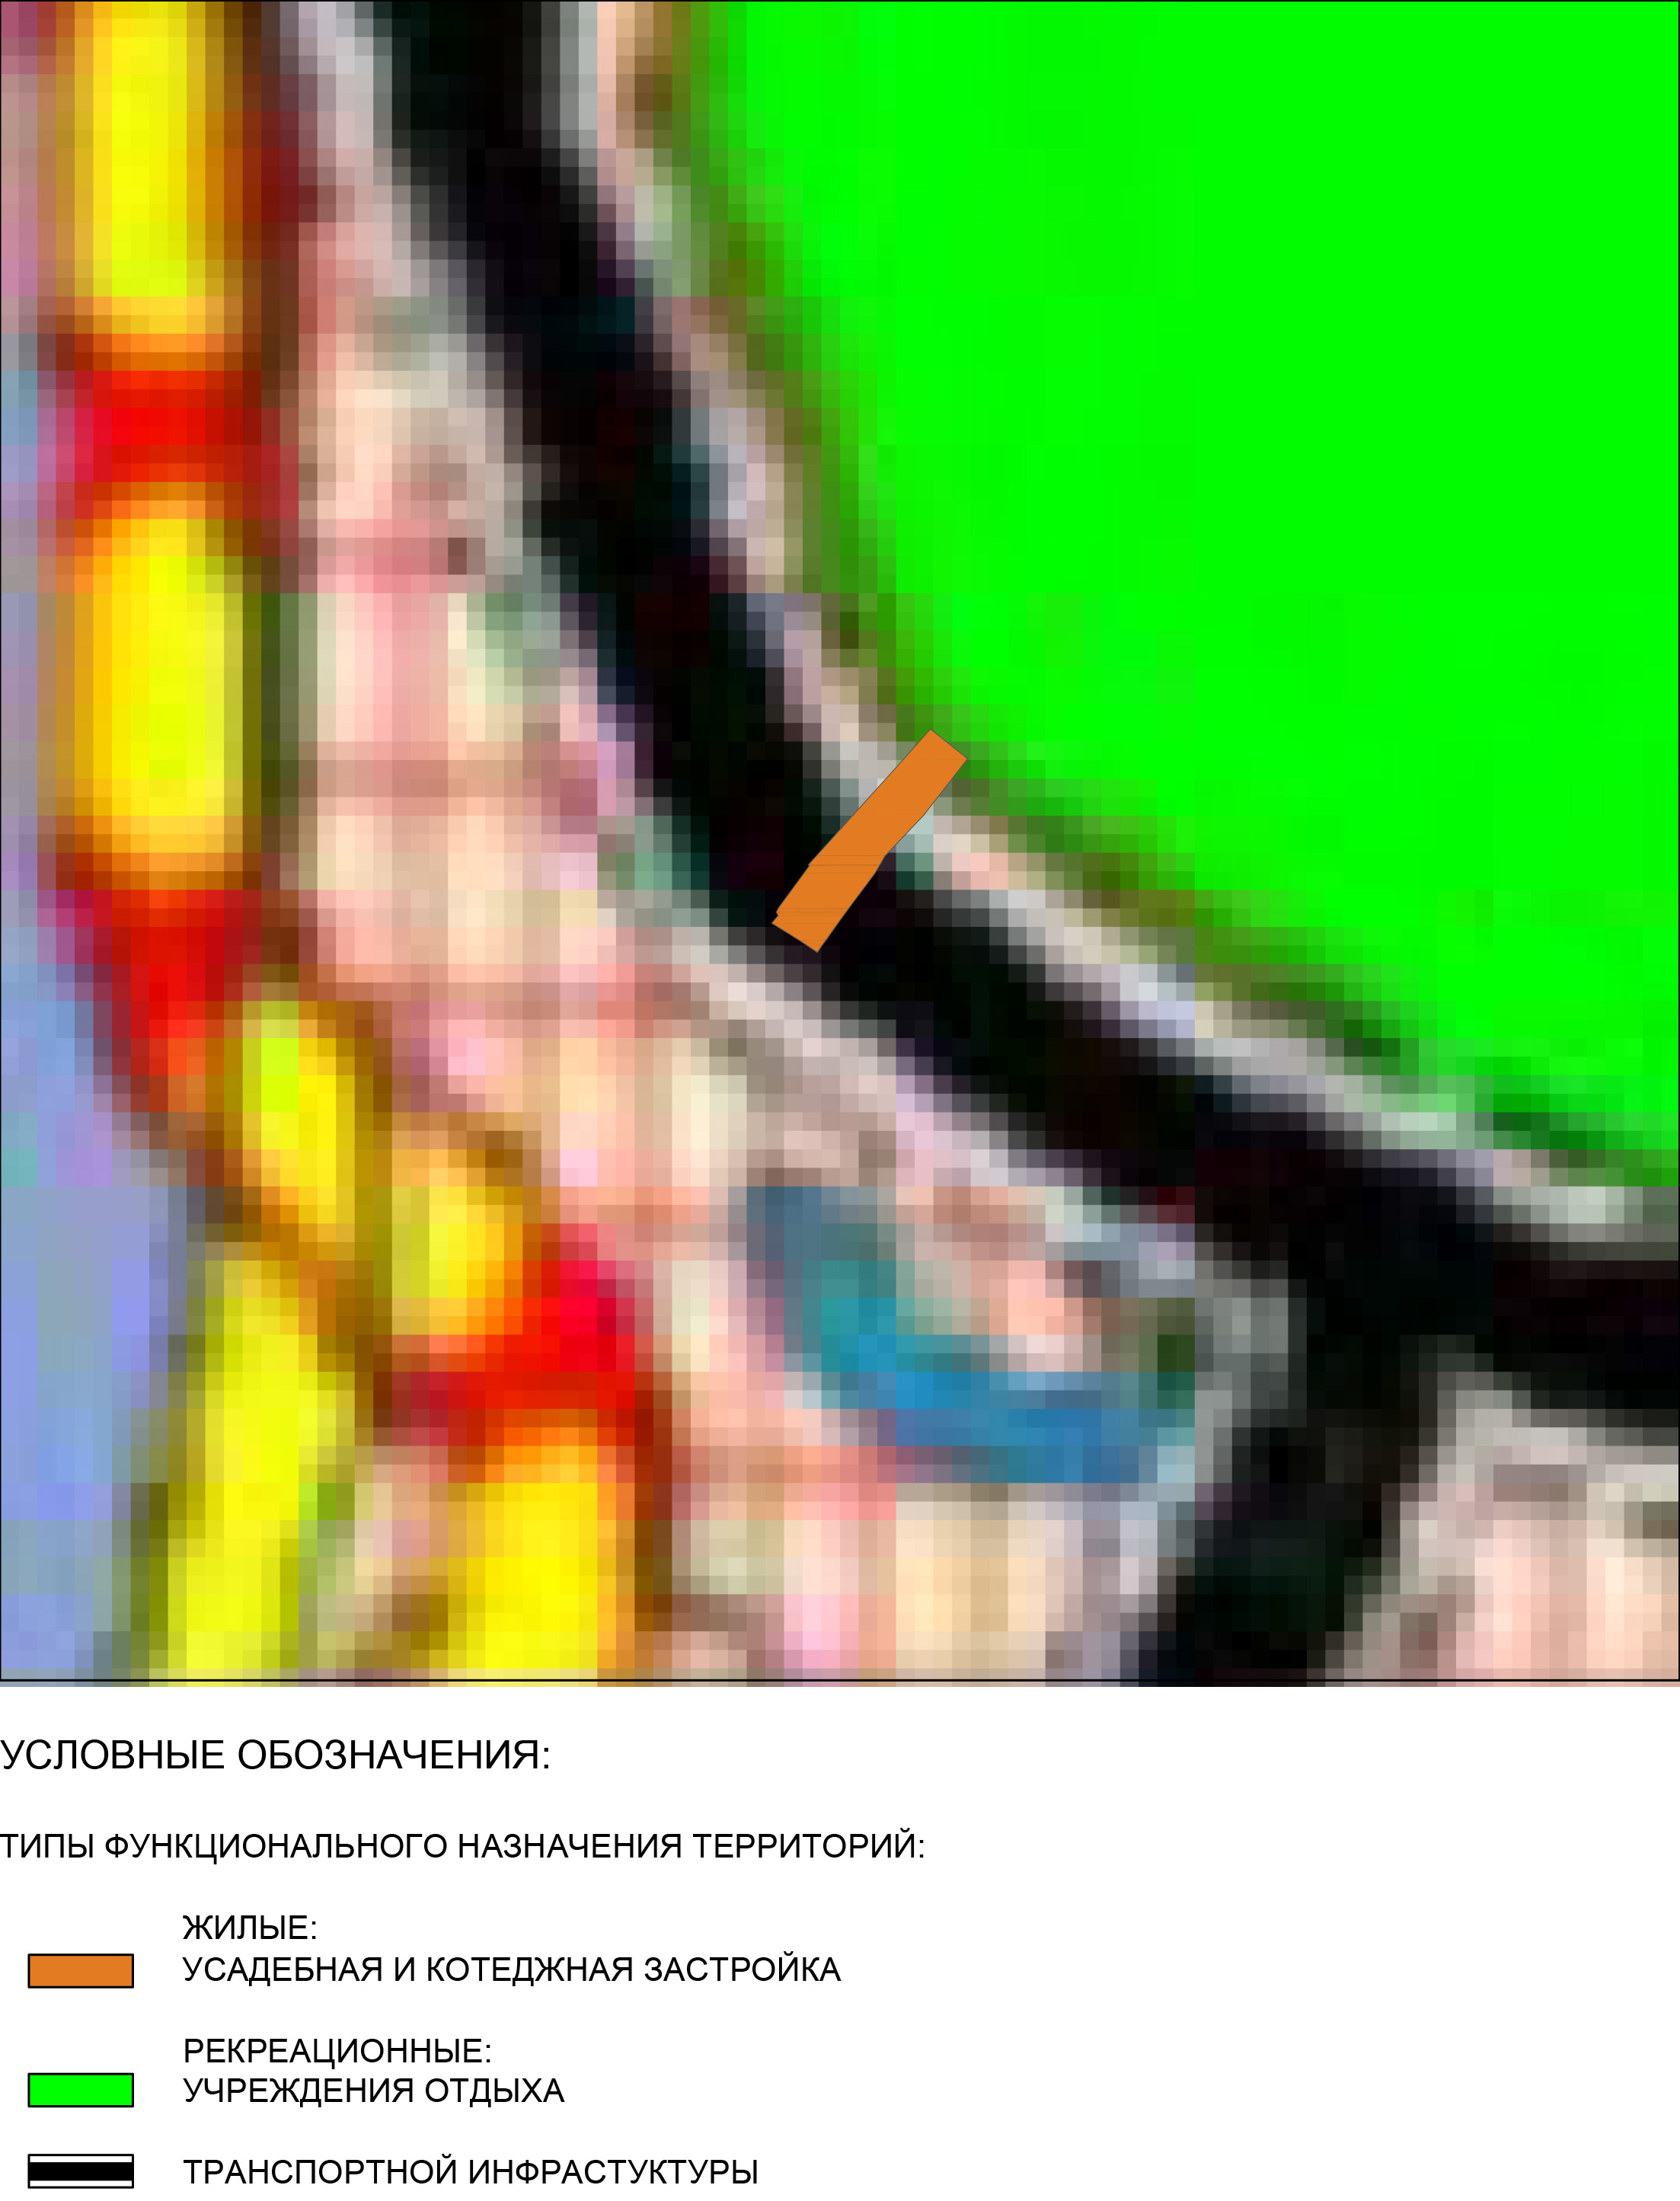 УСЛОВНЫЕ ОБОЗНАЧЕНИЯ:
ТИПЫ ФУНКЦИОНАЛЬНОГО НАЗНАЧЕНИЯ ТЕРРИТОРИЙ:
ЖИЛЫЕ:
УСАДЕБНАЯ И КОТЕДЖНАЯ ЗАСТРОЙКА
РЕКРЕАЦИОННЫЕ:
УЧРЕЖДЕНИЯ ОТДЫХА
ТРАНСПОРТНОЙ ИНФРАСТУКТУРЫ